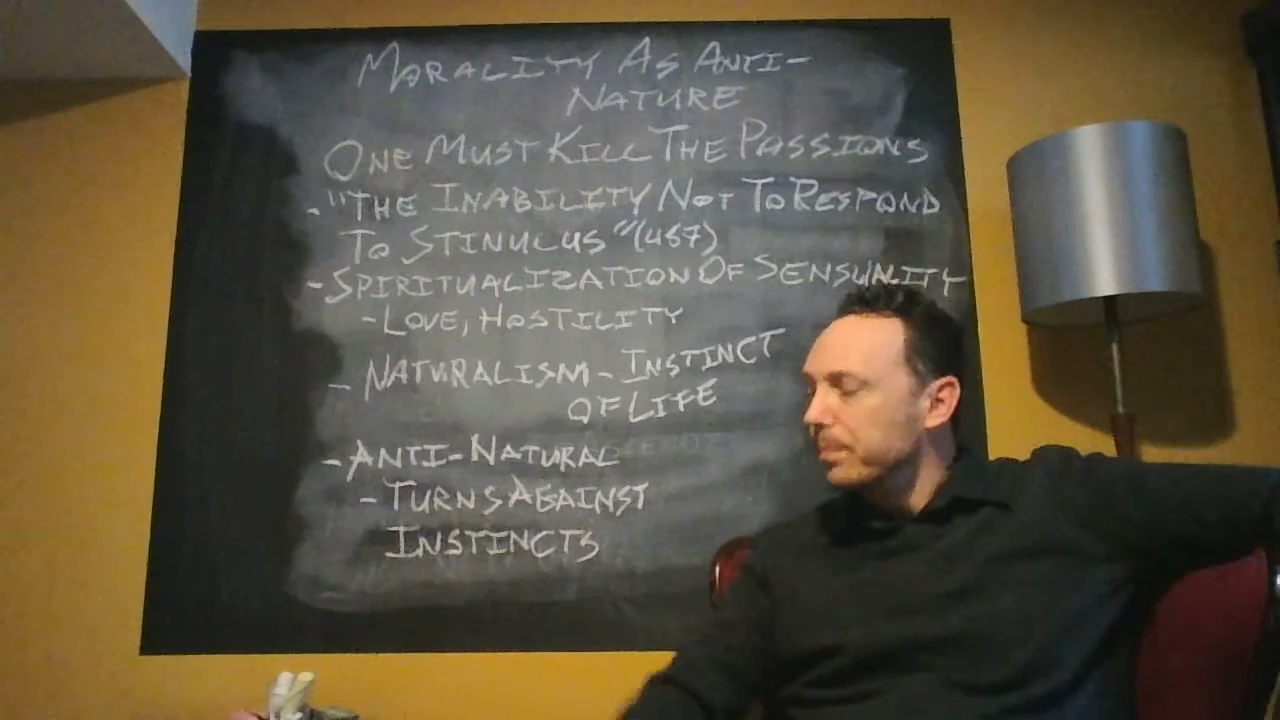 MORALITY AS ANTI-
NATURE
ONE MUST KILL THE PASSIONS
- "THE INABILITY NOT TO RESPOND
TO STINULUS" (487)
- SPIRITUALIZATION OF SENSUALITY
- LOVE, HOSTILITY
- NATURALISM - INSTINCT
OF LIFE
- ANTI-NATURAL
- TURNS AGAINST
INSTINCTS